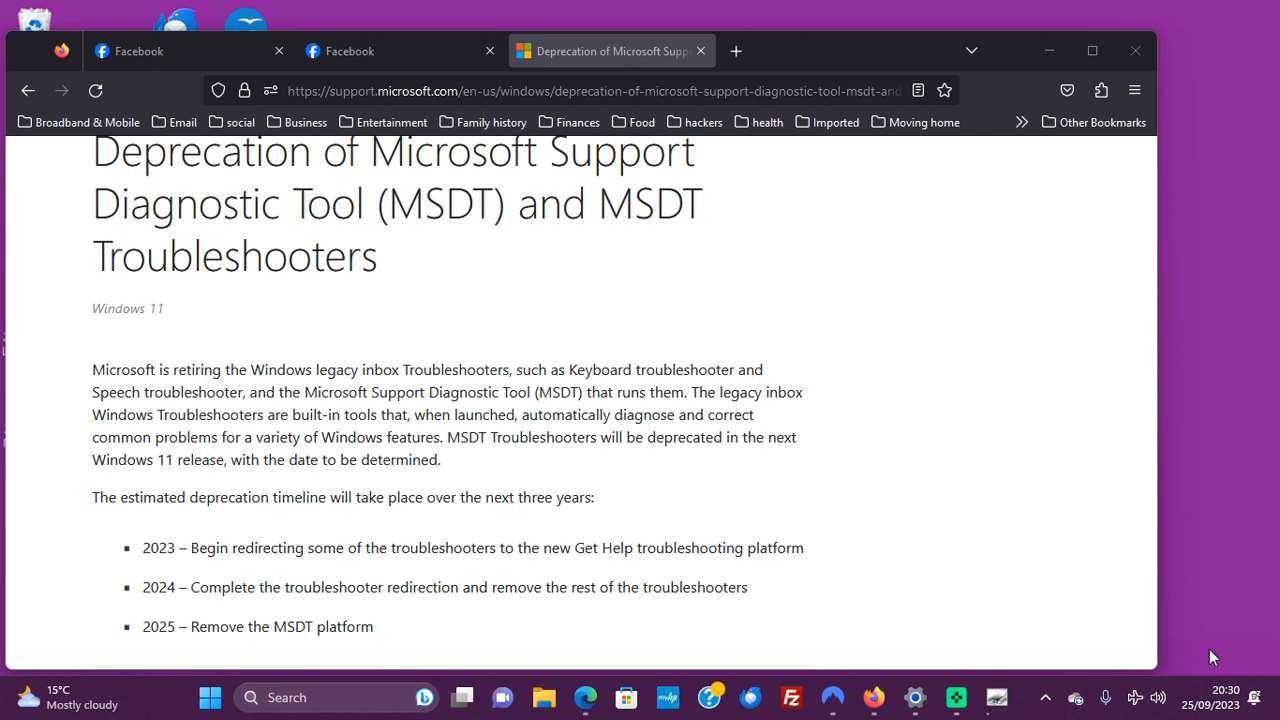 Facebook
Facebook
Deprecation of Microsoft Supp
https://support.microsoft.com/en-us/windows/deprecation-of-microsoft-support-diagnostic-tool-msdt-and
Broadband & Mobile
Email
social
Business
Entertainment
Family history
Finances
Food
hackers
health
Imported
Moving home
Other Bookmarks
Deprecation of Microsoft Support
Diagnostic Tool (MSDT) and MSDT
Troubleshooters
Windows 11
Microsoft is retiring the Windows legacy inbox Troubleshooters, such as Keyboard troubleshooter and
Speech troubleshooter, and the Microsoft Support Diagnostic Tool (MSDT) that runs them. The legacy inbox
Windows Troubleshooters are built-in tools that, when launched, automatically diagnose and correct
common problems for a variety of Windows features. MSDT Troubleshooters will be deprecated in the next
Windows 11 release, with the date to be determined.
The estimated deprecation timeline will take place over the next three years:
2023 – Begin redirecting some of the troubleshooters to the new Get Help troubleshooting platform
2024 – Complete the troubleshooter redirection and remove the rest of the troubleshooters
2025 – Remove the MSDT platform
15°C
Mostly cloudy
Search
myhp
20:30
25/09/2023